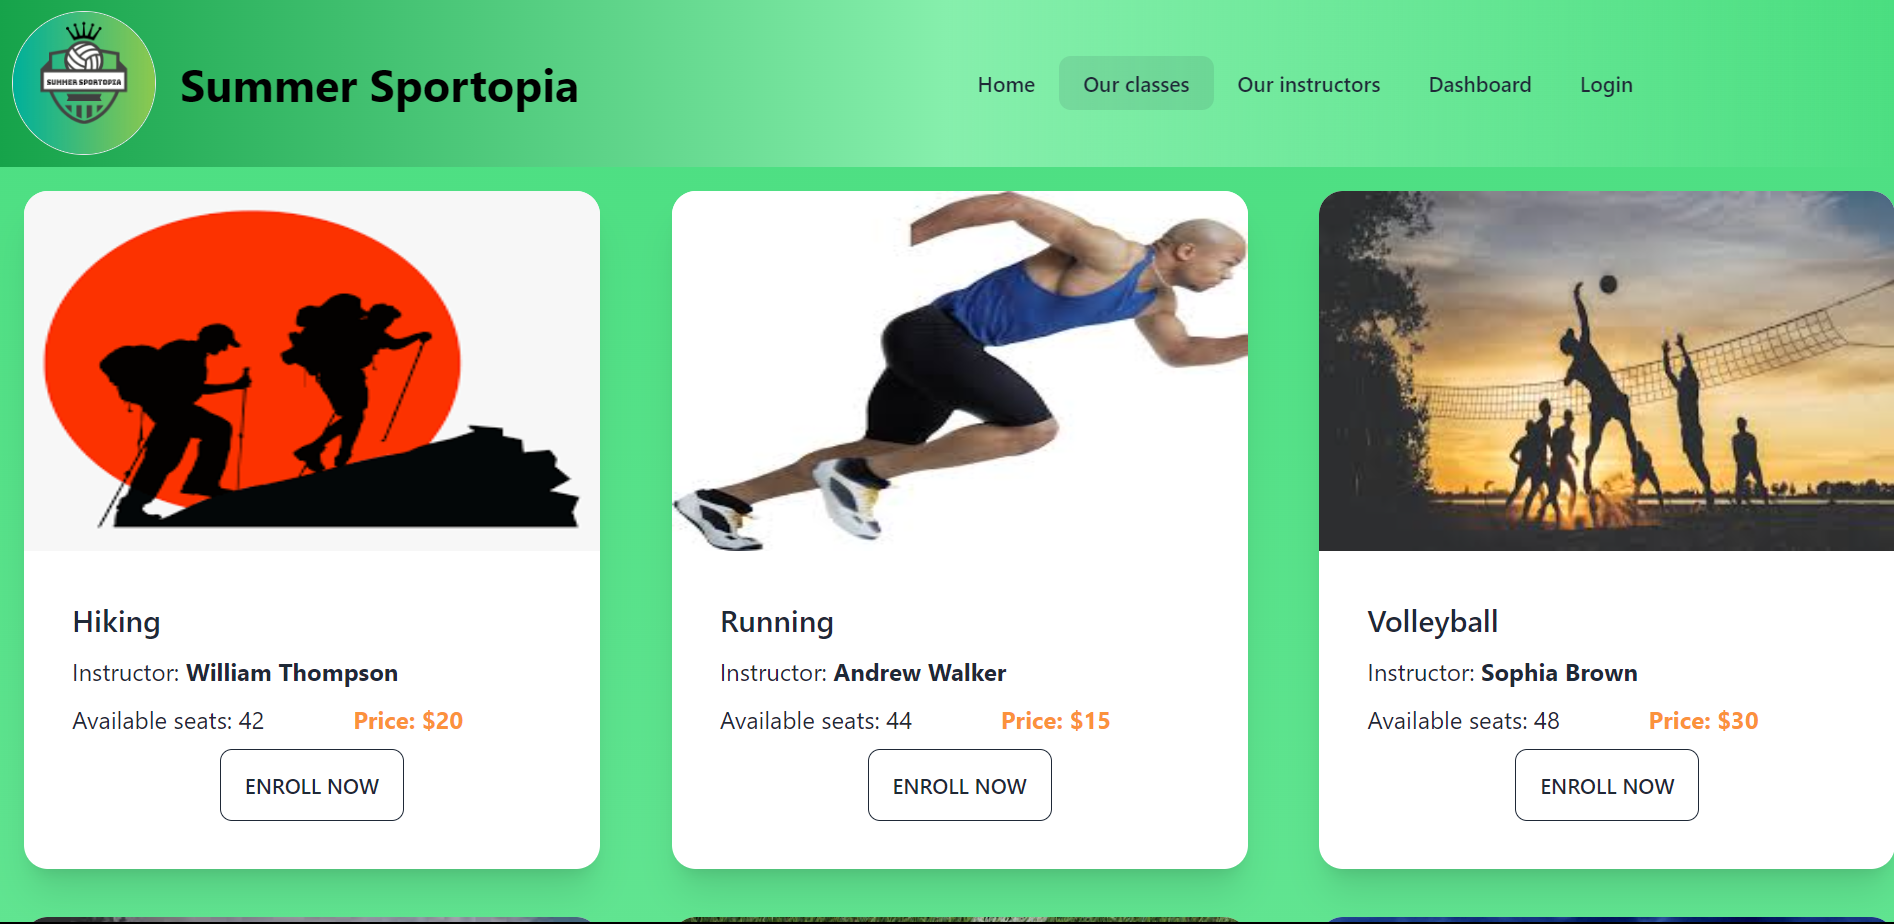 SUMMER SPORTOPIA
Summer Sportopia
Home Our classes Our instructors Dashboard Login
Hiking
Instructor: William Thompson
Available seats: 42 Price: $20
ENROLL NOW
Running
Instructor: Andrew Walker
Available seats: 44 Price: $15
ENROLL NOW
Volleyball
Instructor: Sophia Brown
Available seats: 48 Price: $30
ENROLL NOW